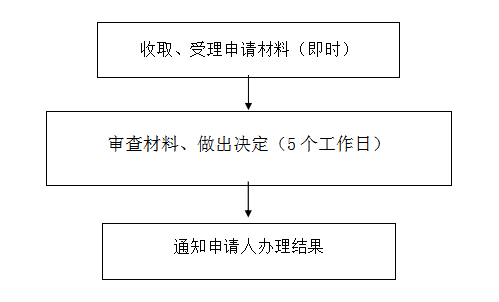 收取、受理申请材料（即时）
审查材料、做出决定（5个工作日）
通知申请人办理结果